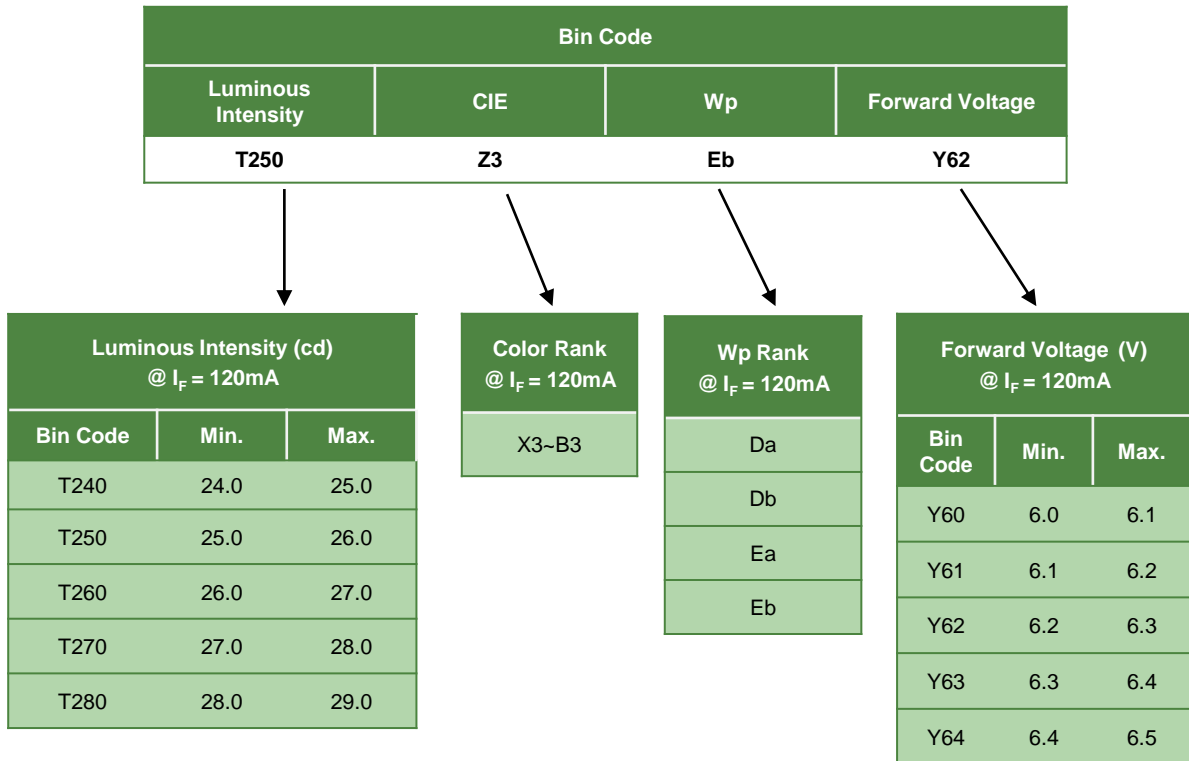 Bin Code
Luminous Intensity CIE Wp Forward Voltage
T250 Z3 Eb Y62
Luminous Intensity (cd)
@ IF = 120mA
Bin Code Min. Max.
T240 24.0 25.0
T250 25.0 26.0
T260 26.0 27.0
T270 27.0 28.0
T280 28.0 29.0
Color Rank
@ IF = 120mA
X3~B3
Wp Rank
@ IF = 120mA
Da
Db
Ea
Eb
Forward Voltage (V)
@ IF = 120mA
Bin Code Min. Max.
Y60 6.0 6.1
Y61 6.1 6.2
Y62 6.2 6.3
Y63 6.3 6.4
Y64 6.4 6.5